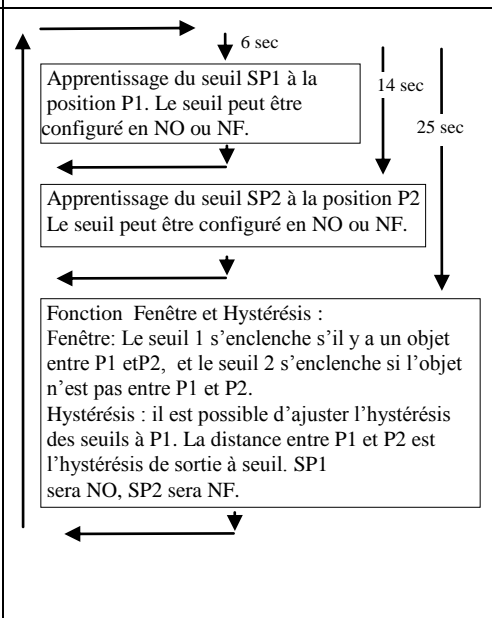 6 sec
Apprentissage du seuil SP1 à la
position P1. Le seuil peut être
configuré en NO ou NF.
14 sec
25 sec
Apprentissage du seuil SP2 à la position P2
Le seuil peut être configuré en NO ou NF.
Fonction Fenêtre et Hystérésis :
Fenêtre: Le seuil 1 s’enclenche s’il y a un objet
entre P1 etP2, et le seuil 2 s’enclenche si l’objet
n’est pas entre P1 et P2.
Hystérésis : il est possible d’ajuster l’hystérésis
des seuils à P1. La distance entre P1 et P2 est
l’hystérésis de sortie à seuil. SP1
sera NO, SP2 sera NF.